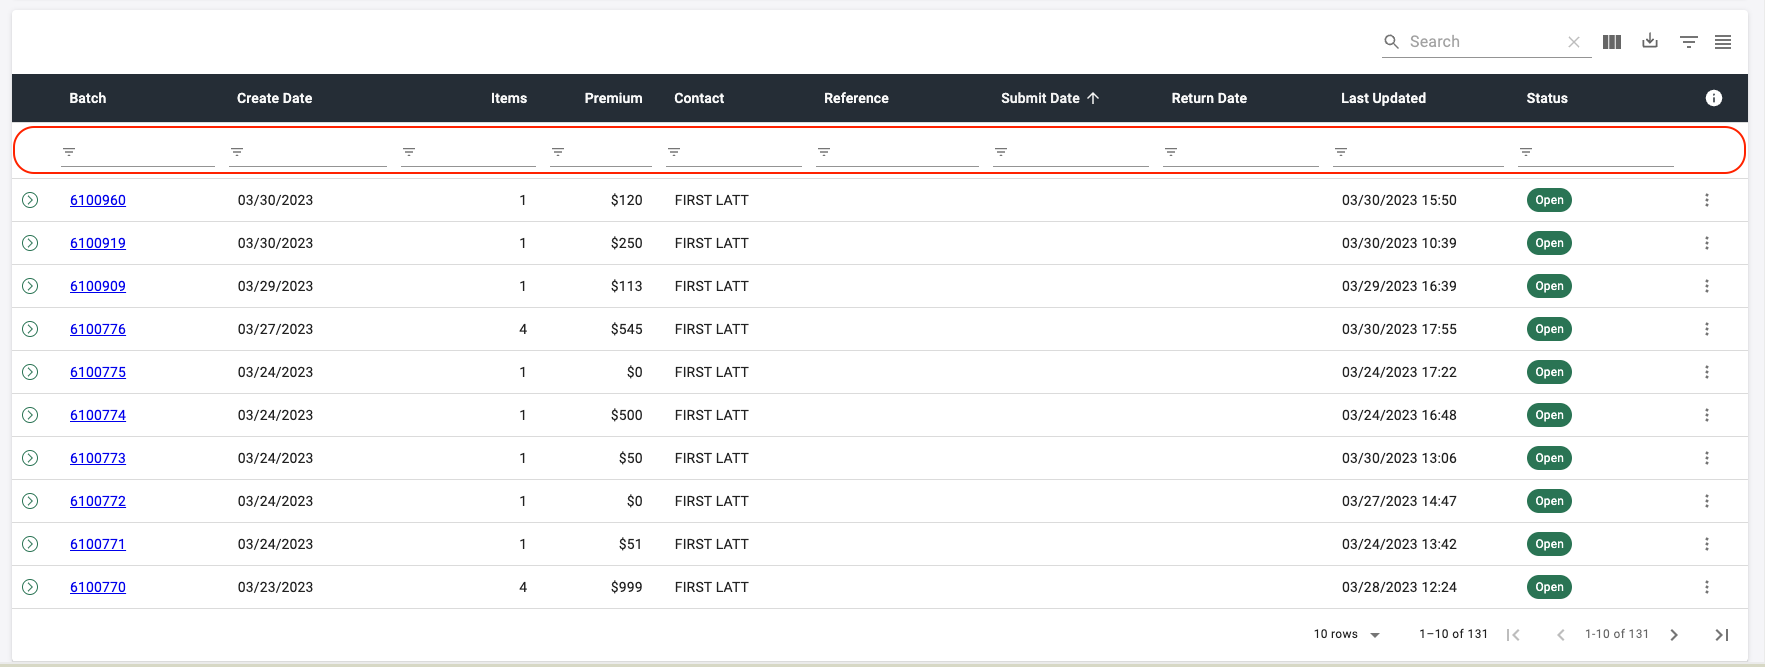 Search
Batch Create Date Items Premium Contact Reference Submit Date Return Date Last Updated Status
6100960 03/30/2023 1 $120 FIRST LATT 03/30/2023 15:50 Open
6100919 03/30/2023 1 $250 FIRST LATT 03/30/2023 10:39 Open
6100909 03/29/2023 1 $113 FIRST LATT 03/29/2023 16:39 Open
6100776 03/27/2023 4 $545 FIRST LATT 03/30/2023 17:55 Open
6100775 03/24/2023 1 $0 FIRST LATT 03/24/2023 17:22 Open
6100774 03/24/2023 1 $500 FIRST LATT 03/24/2023 16:48 Open
6100773 03/24/2023 1 $50 FIRST LATT 03/30/2023 13:06 Open
6100772 03/24/2023 1 $0 FIRST LATT 03/27/2023 14:47 Open
6100771 03/24/2023 1 $51 FIRST LATT 03/24/2023 13:42 Open
6100770 03/23/2023 4 $999 FIRST LATT 03/28/2023 12:24 Open
10 rows 1–10 of 131 1-10 of 131